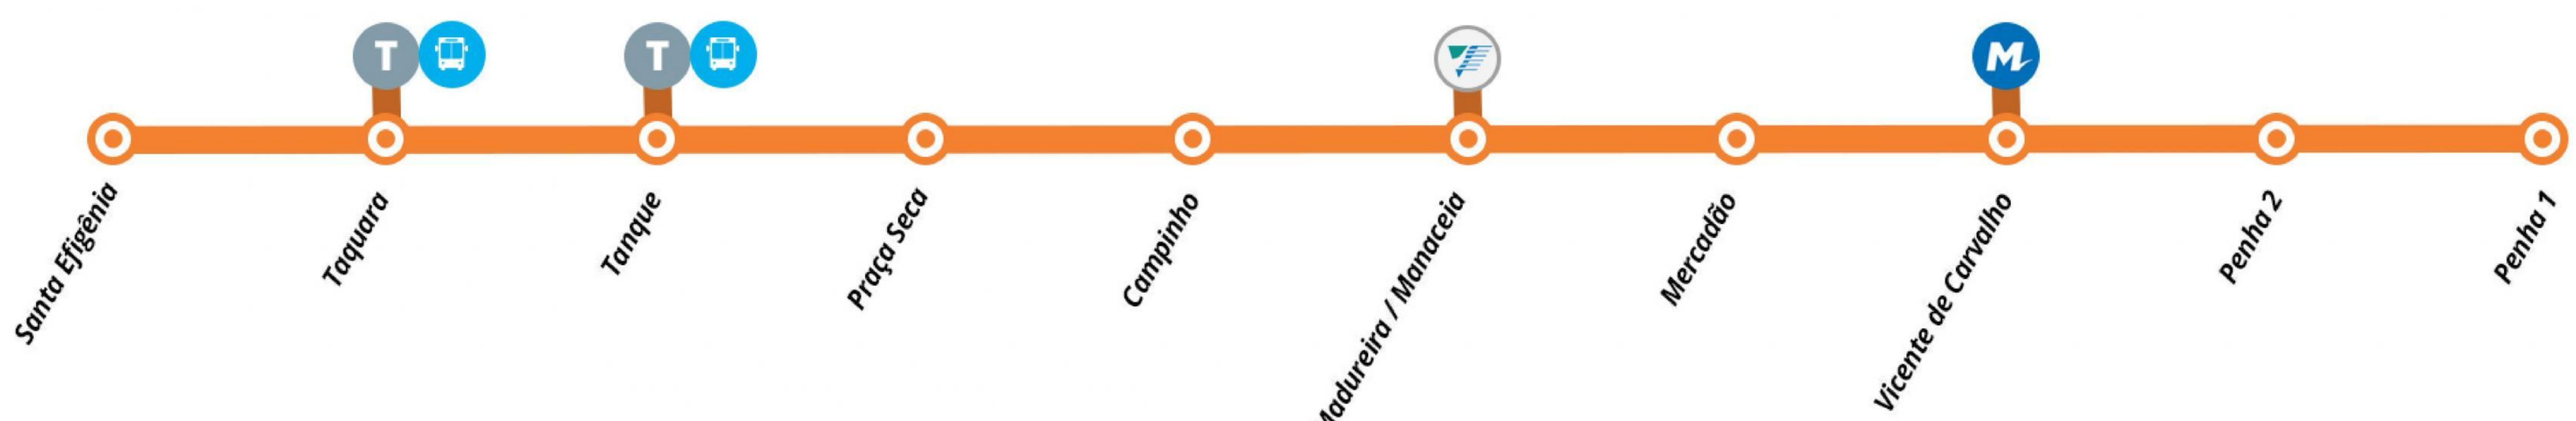 T
T
M
Santa Efigênia
Taquara
Tanque
Praça Seca
Campinho
Madureira / Manaceia
Mercadão
Vicente de Carvalho
Penha 2
Penha 1